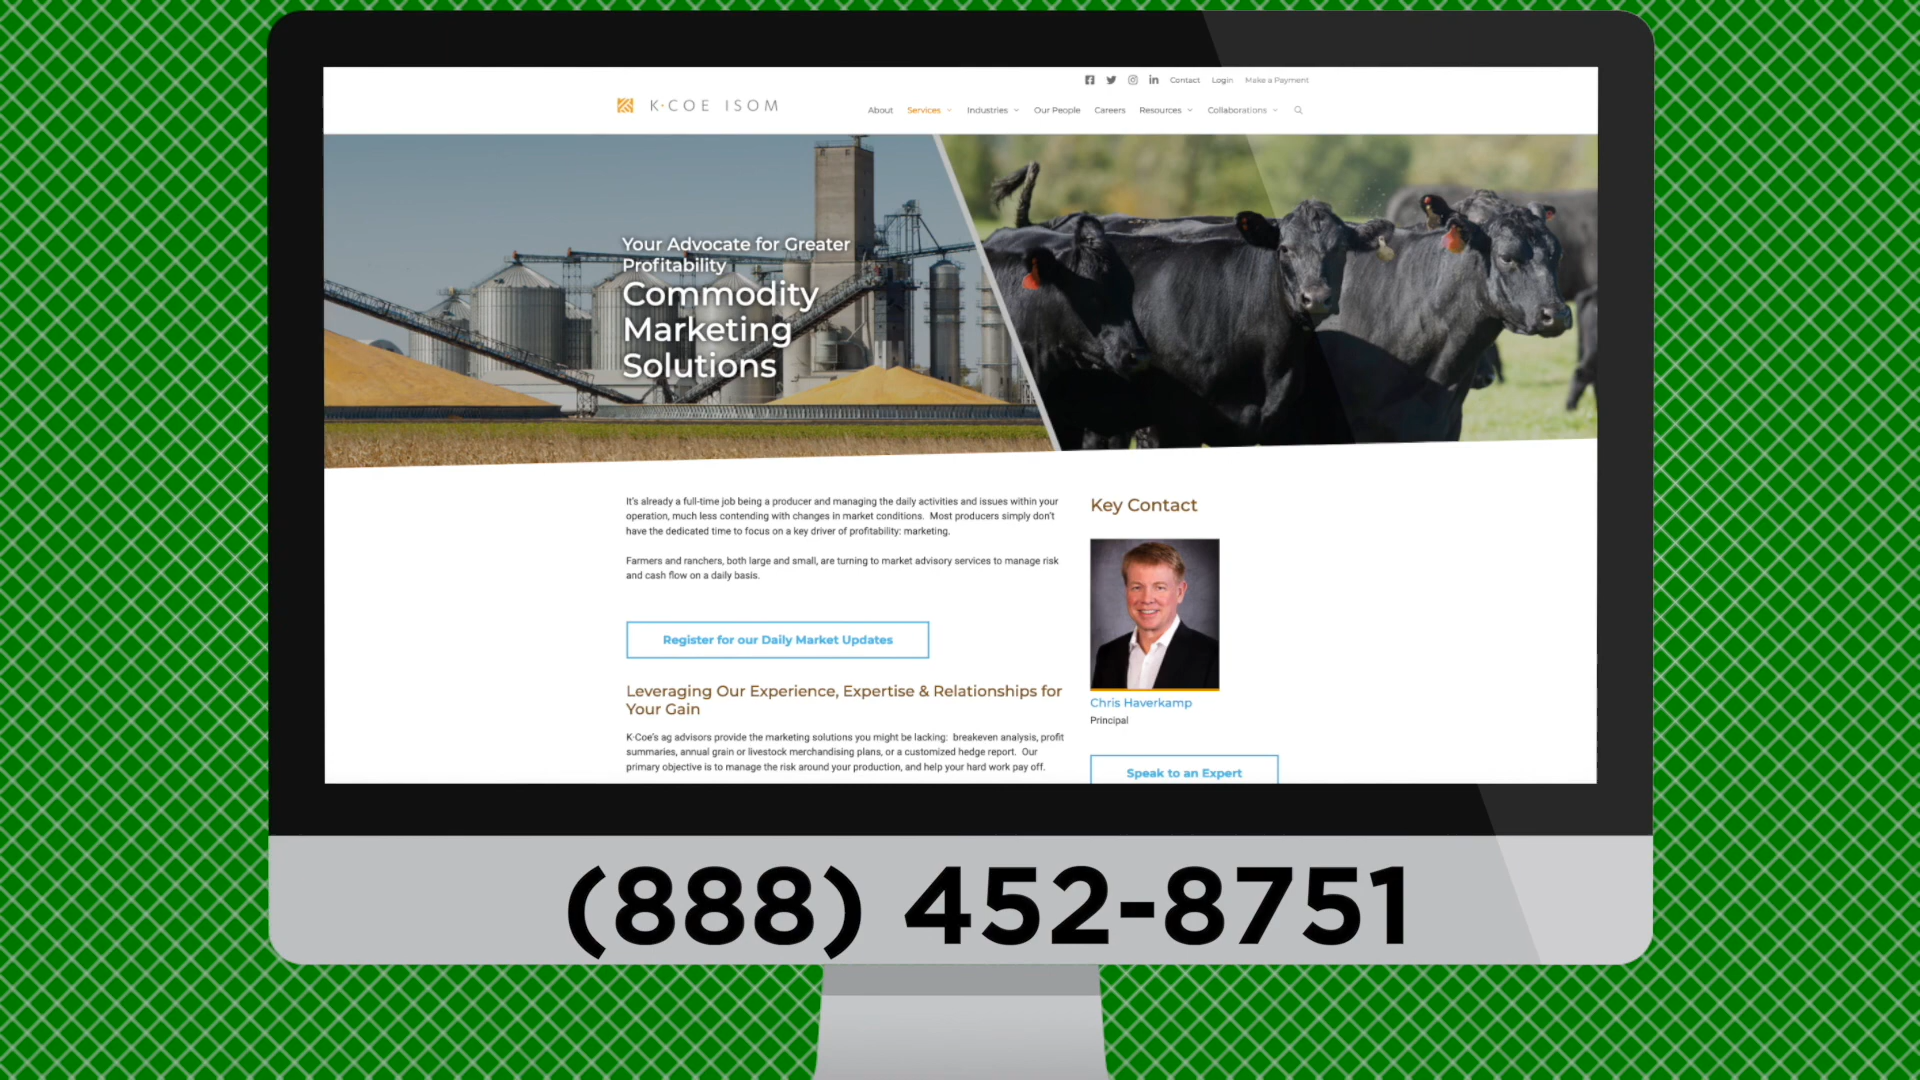 Contact Login Make a Payment
K·COE ISOM
About Services Industries Our People Careers Resources Collaborations
Your Advocate for Greater
Profitability
Commodity
Marketing
Solutions
It's already a full-time job being a producer and managing the daily activities and issues within your
operation, much less contending with changes in market conditions. Most producers simply don't
have the dedicated time to focus on a key driver of profitability: marketing.
Farmers and ranchers, both large and small, are turning to market advisory services to manage risk
and cash flow on a daily basis.
Register for our Daily Market Updates
Leveraging Our Experience, Expertise & Relationships for
Your Gain
K·Coe's ag advisors provide the marketing solutions you might be lacking: breakeven analysis, profit
summaries, annual grain or livestock merchandising plans, or a customized hedge report. Our
primary objective is to manage the risk around your production, and help your hard work pay off.
Key Contact
Chris Haverkamp
Principal
Speak to an Expert
(888) 452-8751